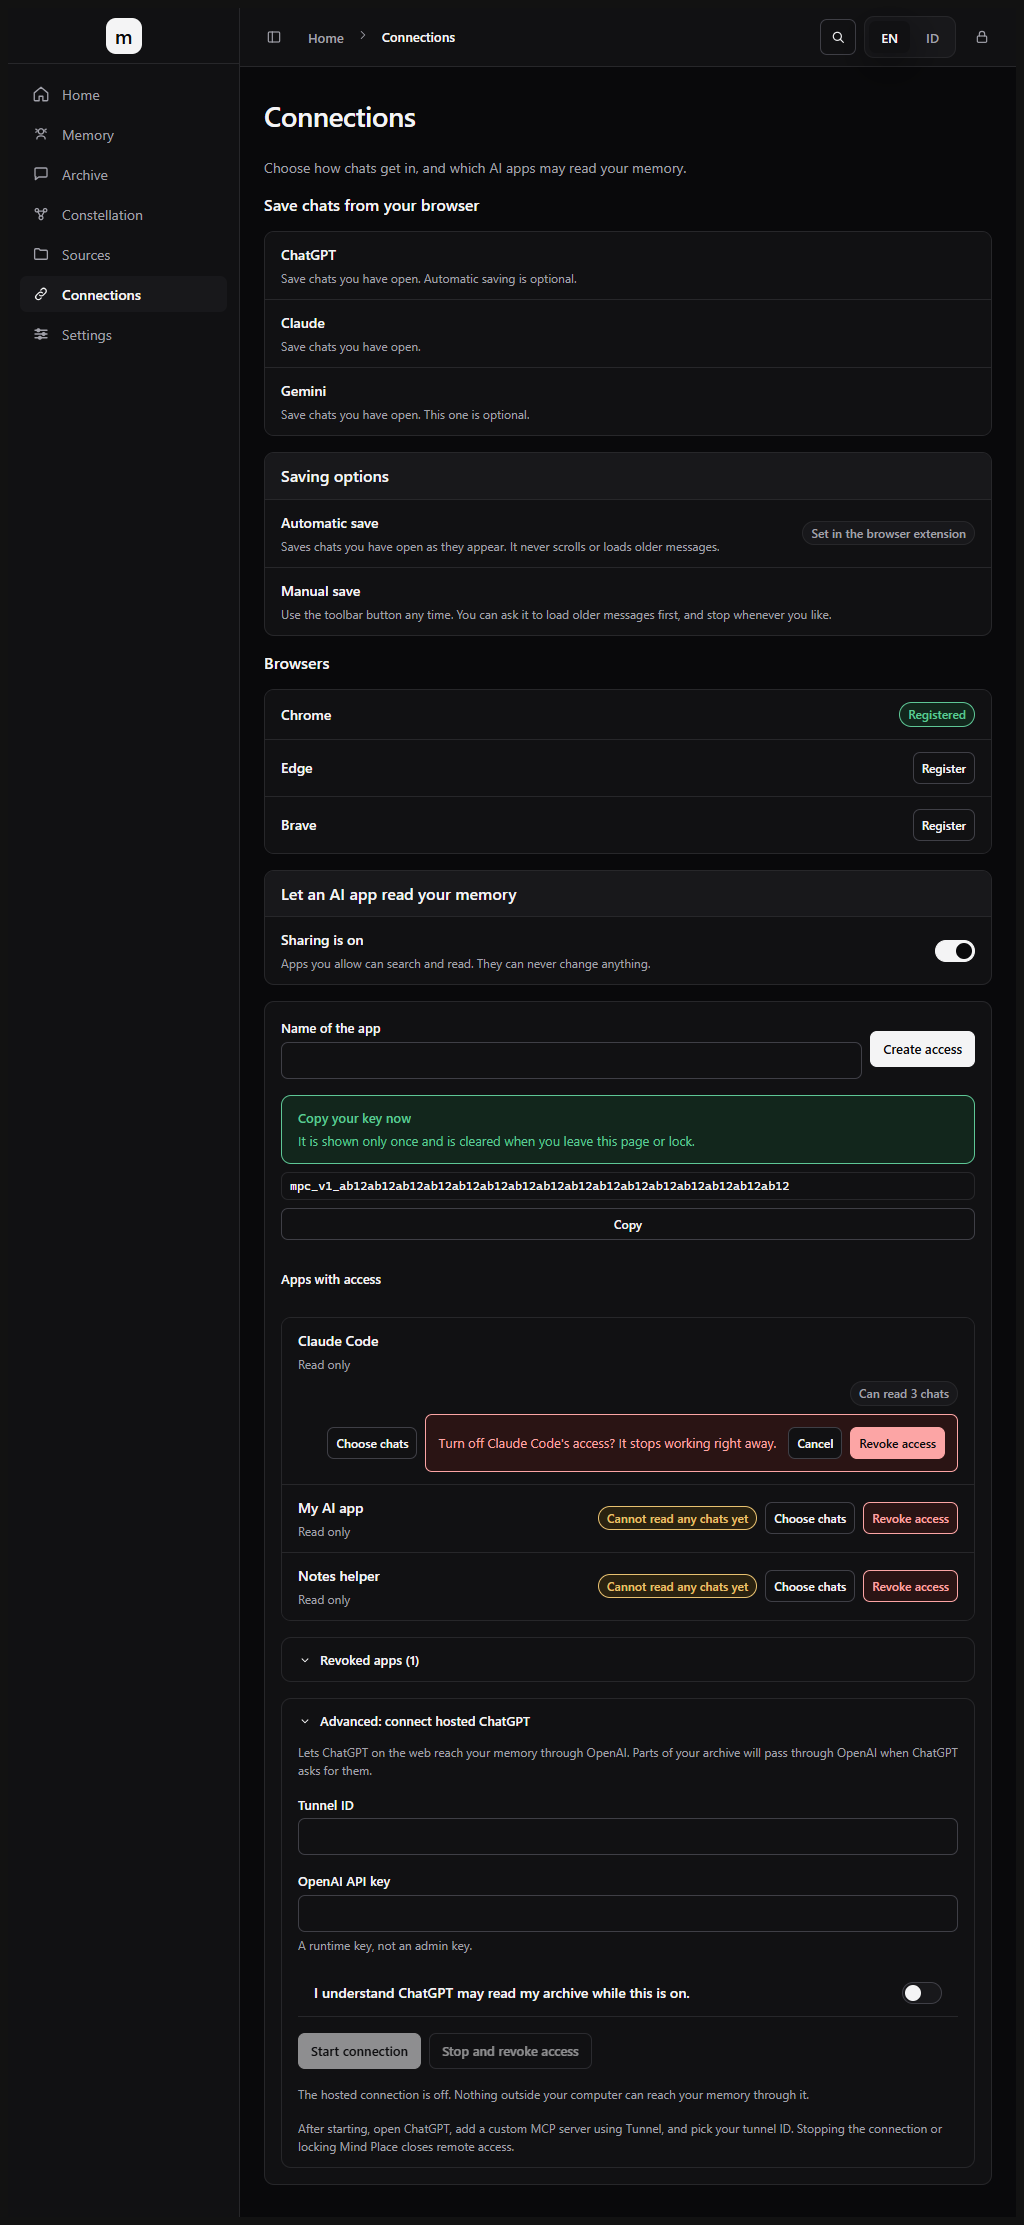 m
Home
Memory
Archive
Constellation
Sources
Connections
Settings
Home
Connections
EN
ID
Connections
Choose how chats get in, and which AI apps may read your memory.
Save chats from your browser
ChatGPT
Save chats you have open. Automatic saving is optional.
Claude
Save chats you have open.
Gemini
Save chats you have open. This one is optional.
Saving options
Automatic save
Saves chats you have open as they appear. It never scrolls or loads older messages.
Set in the browser extension
Manual save
Use the toolbar button any time. You can ask it to load older messages first, and stop whenever you like.
Browsers
Chrome
Registered
Edge
Register
Brave
Register
Let an AI app read your memory
Sharing is on
Apps you allow can search and read. They can never change anything.
Name of the app
Create access
Copy your key now
It is shown only once and is cleared when you leave this page or lock.
mpc_v1_ab12ab12ab12ab12ab12ab12ab12ab12ab12ab12ab12ab12ab12ab12ab12ab12
Copy
Apps with access
Claude Code
Read only
Can read 3 chats
Choose chats
Turn off Claude Code's access? It stops working right away.
Cancel
Revoke access
My AI app
Read only
Cannot read any chats yet
Choose chats
Revoke access
Notes helper
Read only
Cannot read any chats yet
Choose chats
Revoke access
Revoked apps (1)
Advanced: connect hosted ChatGPT
Lets ChatGPT on the web reach your memory through OpenAI. Parts of your archive will pass through OpenAI when ChatGPT
asks for them.
Tunnel ID
OpenAI API key
A runtime key, not an admin key.
I understand ChatGPT may read my archive while this is on.
Start connection
Stop and revoke access
The hosted connection is off. Nothing outside your computer can reach your memory through it.
After starting, open ChatGPT, add a custom MCP server using Tunnel, and pick your tunnel ID. Stopping the connection or
locking Mind Place closes remote access.